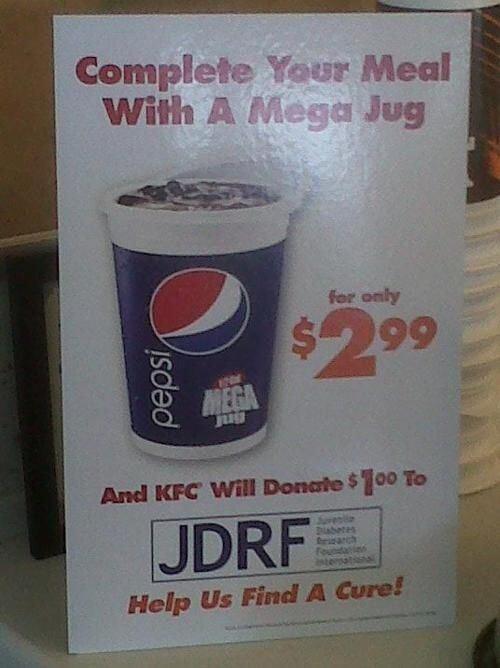 Complete Your Meal
With A Mega Jug
for only
$2.99
pepsi
MEGA
jug
And KFC® Will Donate $1.00 To
JDRF
Juvenile
Diabetes
Research
Foundation
International
Help Us Find A Cure!